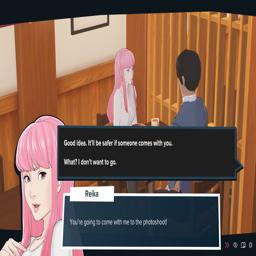 Good idea. It'll be safer if someone comes with you.
What? I don't want to go.
Reika
You're going to come with me to the photoshoot!